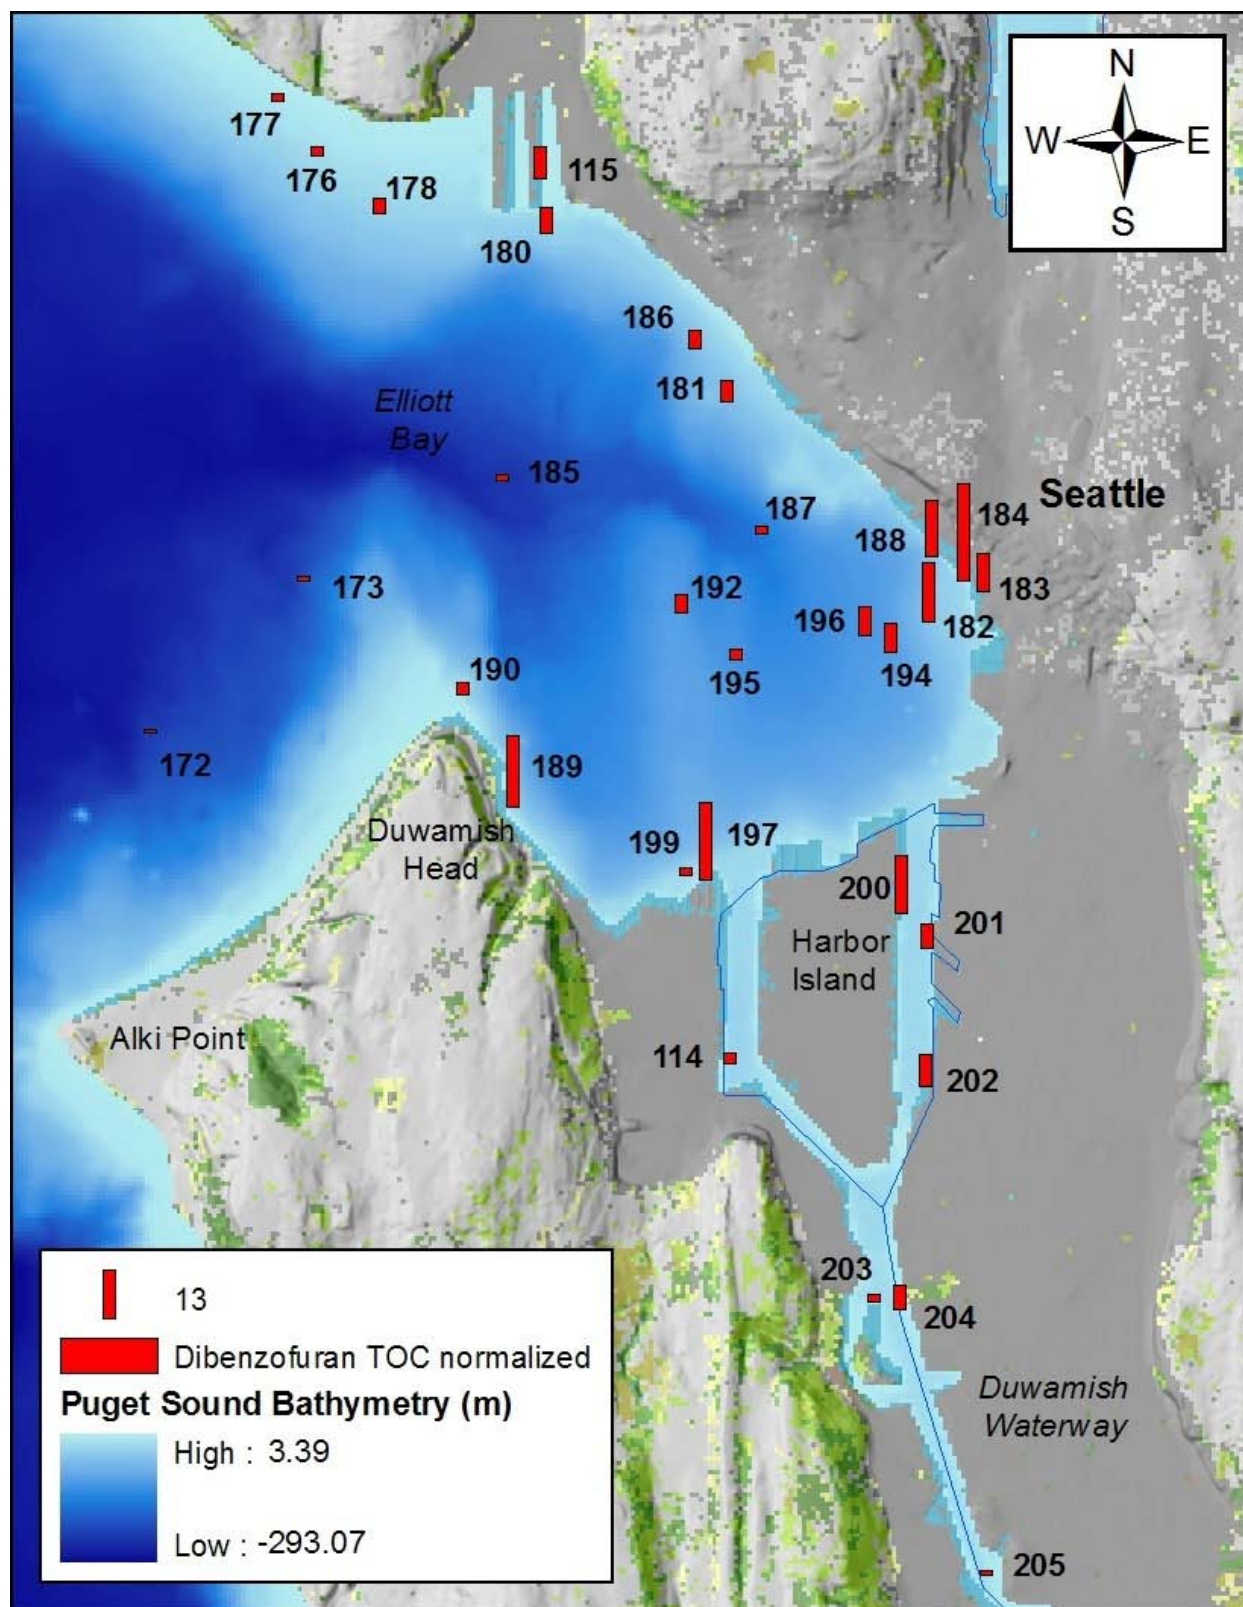 N
W
E
S
177
176
178
115
180
186
181
Elliott
Bay
185
187
188
184
Seattle
183
173
192
196
182
194
195
190
172
189
Duwamish
Head
199
197
200
201
Harbor
Island
Alki Point
114
202
203
204
Duwamish
Waterway
205
13
Dibenzofuran TOC normalized
Puget Sound Bathymetry (m)
High : 3.39
Low : -293.07